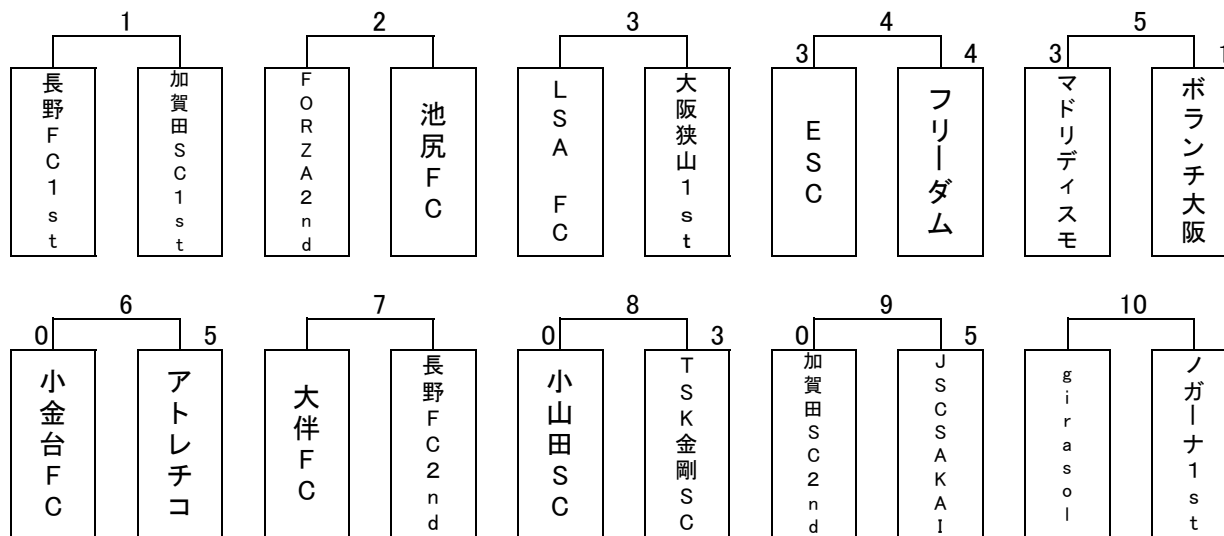 1 2 3 4 5
3 4 3 1
長野FC1st
加賀田SC1st
FORZA2nd
池尻FC
LSA FC
大阪狭山1st
ESC
フリーダム
マドリディスモ
ボランチ大阪
6 7 8 9 10
0 5 0 3 0 5
小金台FC
アトレチコ
大伴FC
長野FC2nd
小山田SC
TSK金剛SC
加賀田SC2nd
JSCSAKAI
girasol
ノガーナ1st